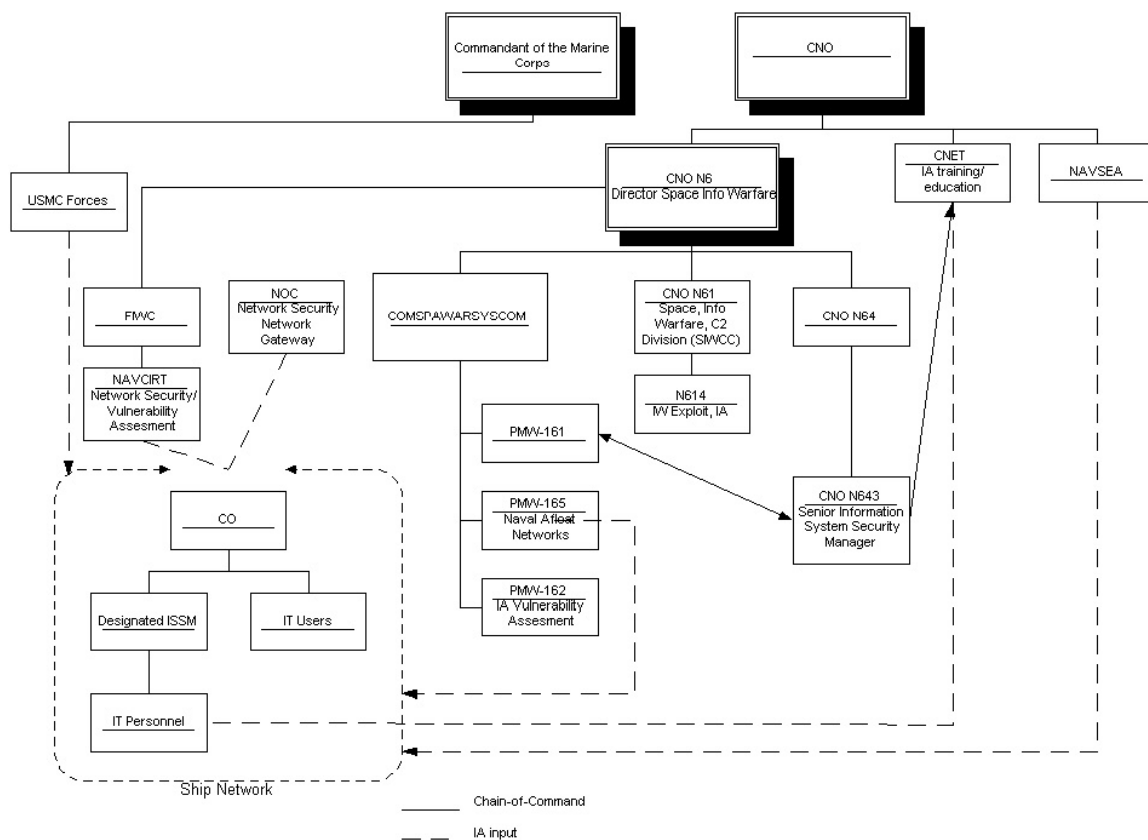 Commandant of the Marine
Corps
CNO
CNO N6
Director Space Info Warfare
CNET
IA training/
education
NAVSEA
USMC Forces
FIWC
NOC
Network Security
Network
Gateway
COMSPAWARSYSCOM
CNO N61
Space, Info
Warfare, C2
Division (SIWCC)
CNO N64
NAVCIRT
Network Security/
Vulnerability
Assesment
N614
IW Exploit, IA
PMW-161
CNO N643
Senior Information
System Security
Manager
PMW-165
Naval Afloat
Networks
CO
PMW-162
IA Vulnerability
Assesment
Designated ISSM
IT Users
IT Personnel
Ship Network
Chain-of-Command
IA input